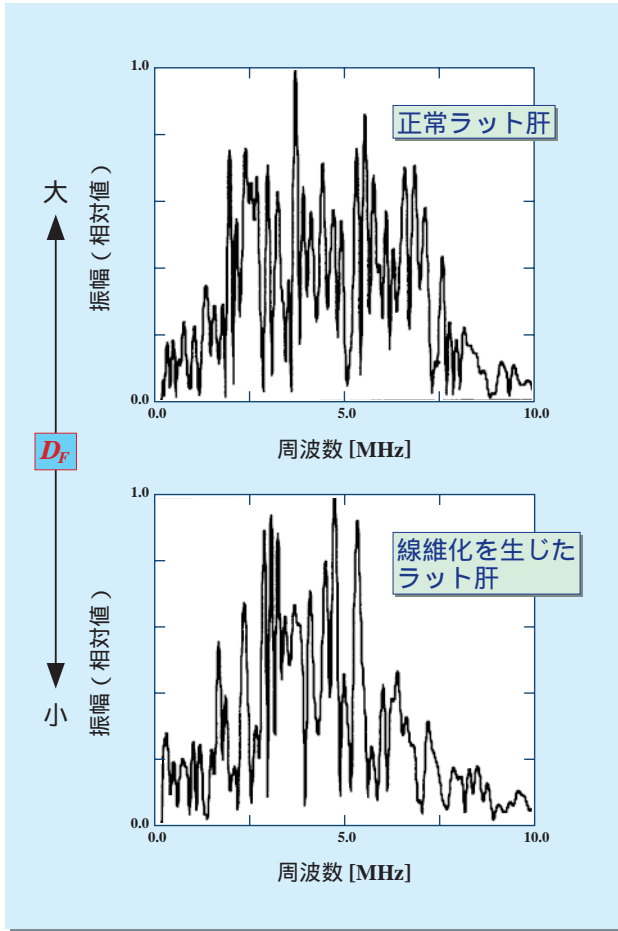 1.0
正常ラット肝
大
振幅（相対値）
0.0
0.0 5.0 10.0
周波数 [MHz]
DF
1.0
線維化を生じた
ラット肝
振幅（相対値）
小
0.0
0.0 5.0 10.0
周波数 [MHz]